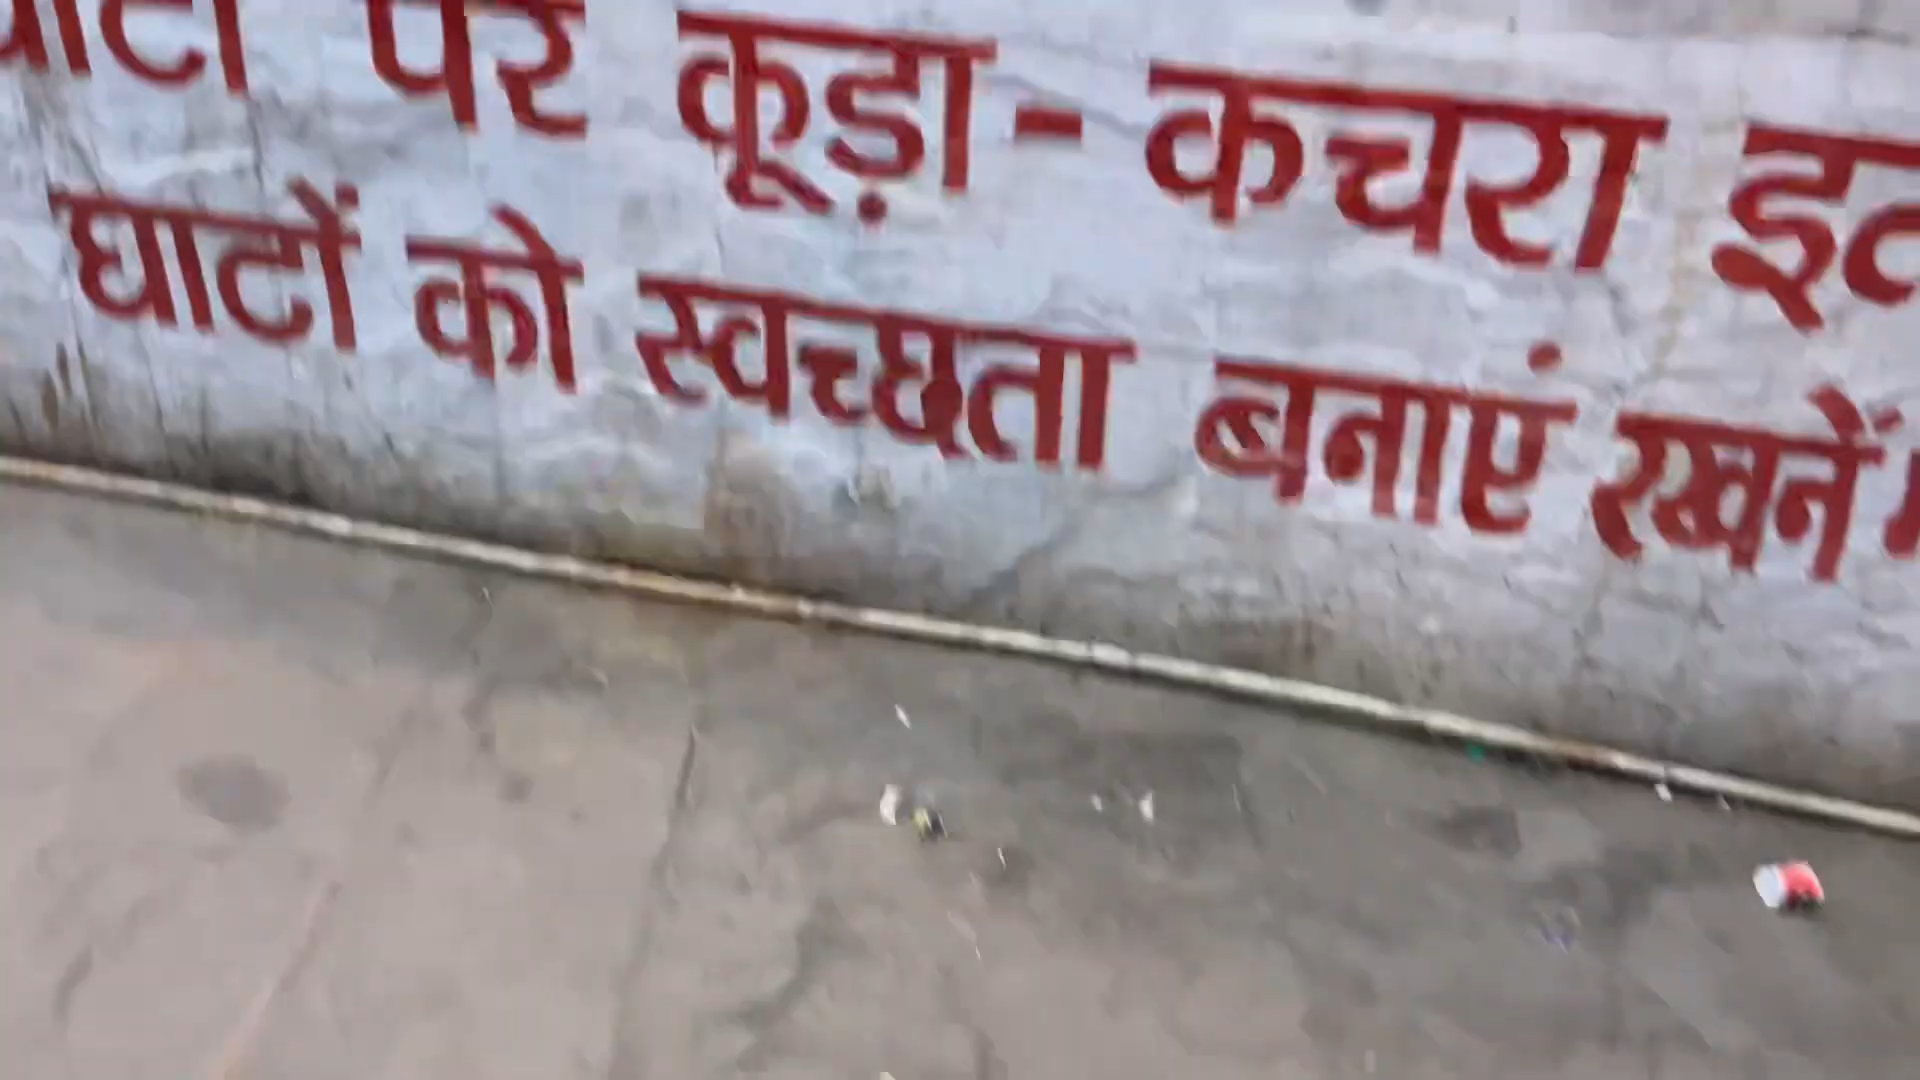 पर कूड़ा - कचरा
घाटों को स्वच्छता बनाएं रखनें।